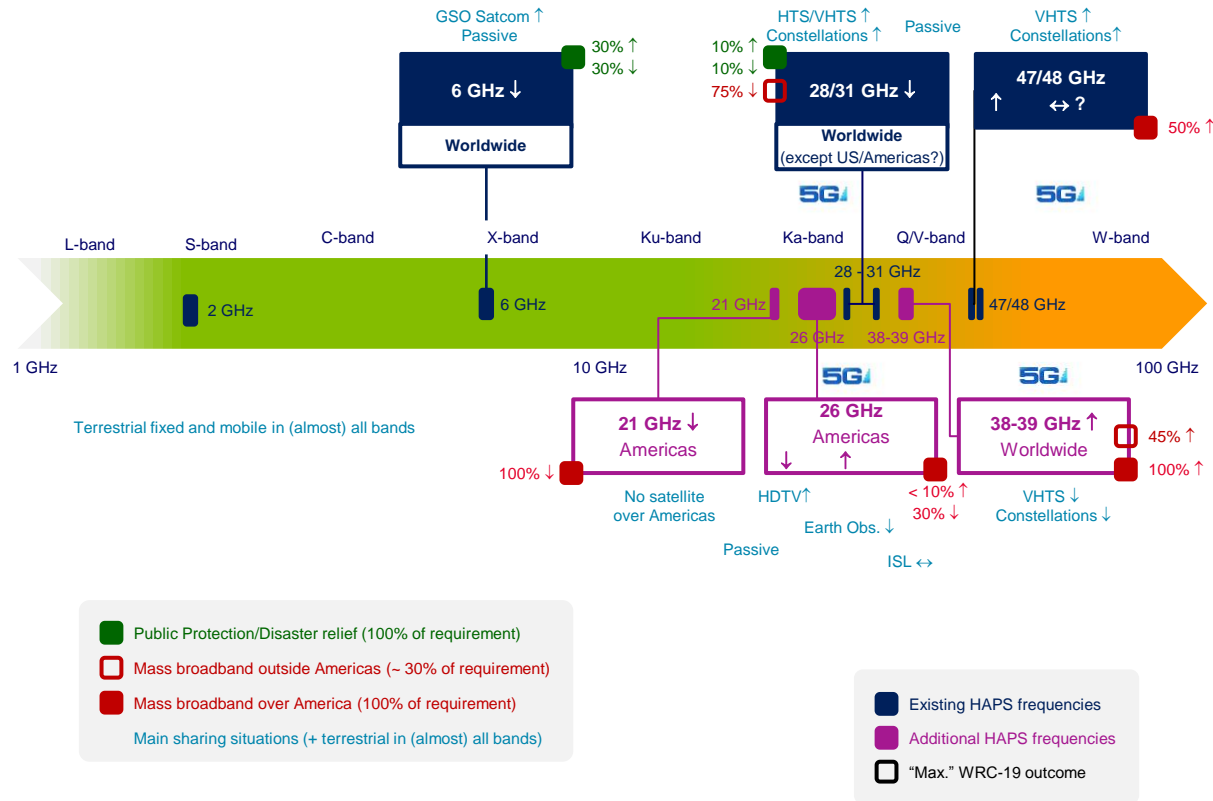 GSO Satcom ↑
Passive
30% ↑
30% ↓
6 GHz ↓
Worldwide
HTS/VHTS ↑
Constellations ↑
Passive
10% ↑
10% ↓
75% ↓
28/31 GHz ↓
Worldwide
(except US/Americas?)
VHTS ↑
Constellations↑
47/48 GHz
↑ ↔ ?
50% ↑
5G
5G
L-band
S-band
C-band
X-band
Ku-band
Ka-band
Q/V-band
W-band
28 - 31 GHz
2 GHz
6 GHz
21 GHz
26 GHz
38-39 GHz
47/48 GHz
1 GHz
10 GHz
100 GHz
5G
5G
Terrestrial fixed and mobile in (almost) all bands
21 GHz ↓
Americas
100% ↓
No satellite
over Americas
26 GHz
Americas
↓ ↑
< 10% ↑
30% ↓
HDTV↑
Earth Obs. ↓
Passive
ISL ↔
38-39 GHz ↑
Worldwide
45% ↑
100% ↑
VHTS ↓
Constellations ↓
Public Protection/Disaster relief (100% of requirement)
Mass broadband outside Americas (~ 30% of requirement)
Mass broadband over America (100% of requirement)
Main sharing situations (+ terrestrial in (almost) all bands)
Existing HAPS frequencies
Additional HAPS frequencies
“Max.” WRC-19 outcome